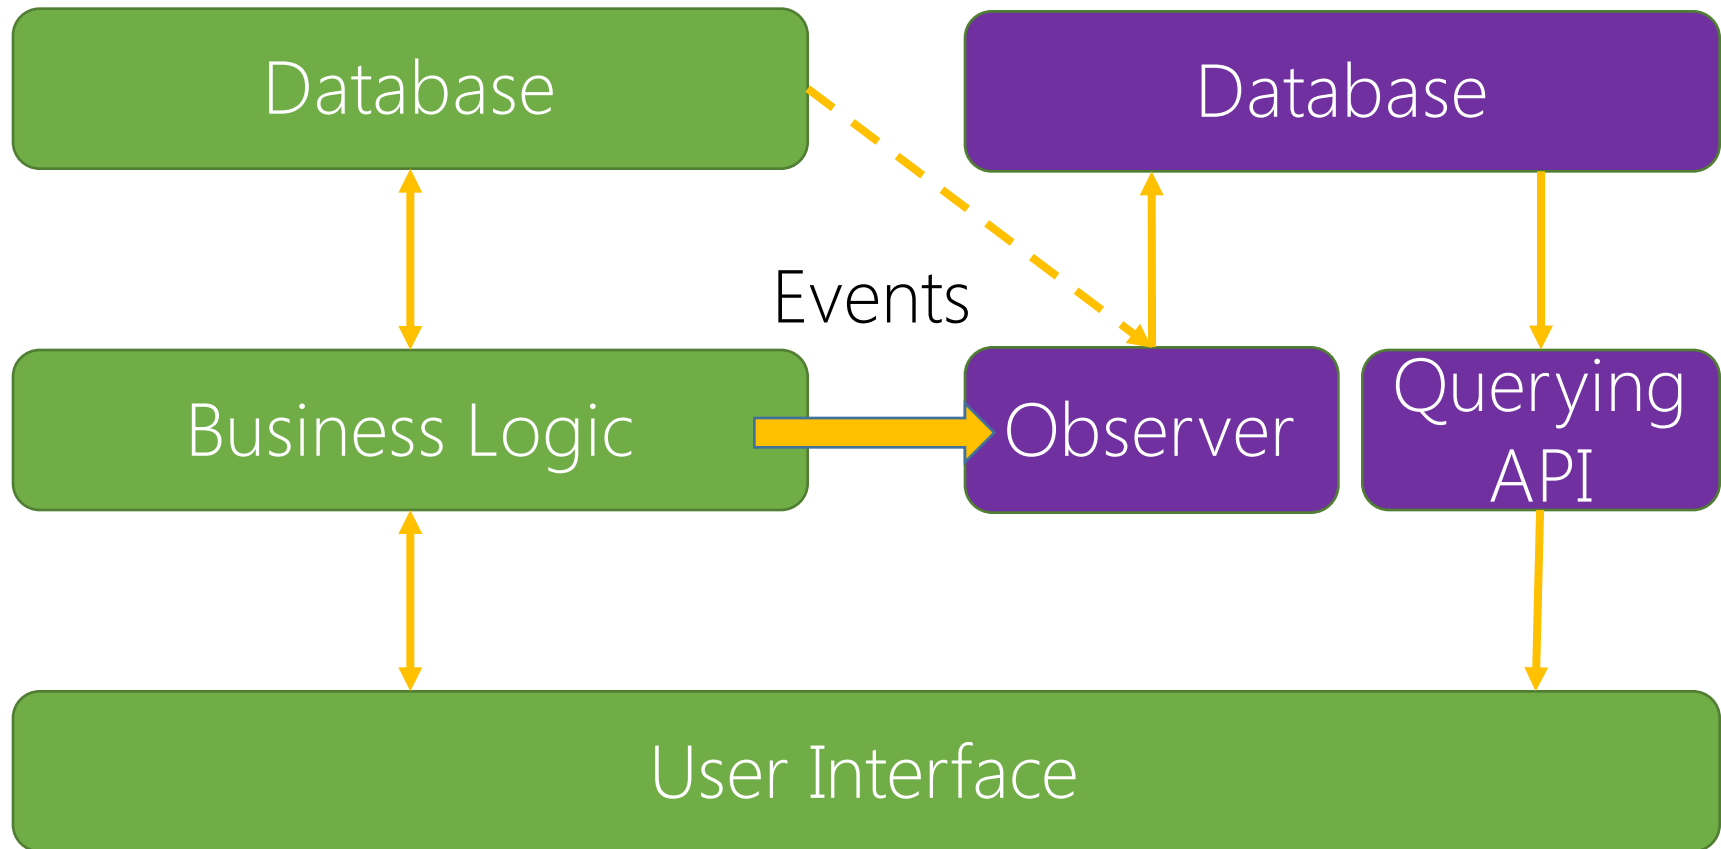 Database
Database
Events
Business Logic
Observer
Querying
API
User Interface